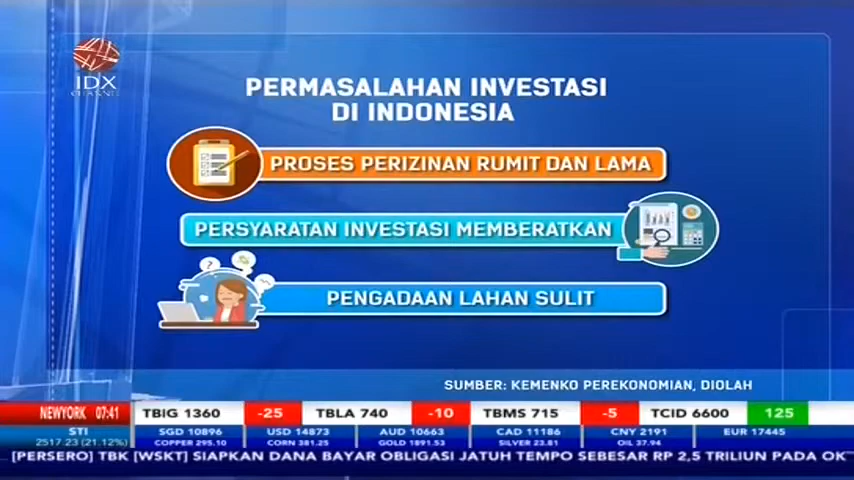 IDX
CHANNEL
PERMASALAHAN INVESTASI
DI INDONESIA
PROSES PERIZINAN RUMIT DAN LAMA
PERSYARATAN INVESTASI MEMBERATKAN
PENGADAAN LAHAN SULIT
SUMBER: KEMENKO PEREKONOMIAN, DIOLAH
NEWYORK 07:41 TBIG 1360 -25 TBLA 740 -10 TBMS 715 -5 TCID 6600 125
STI SGD 10896 USD 14873 AUD 10663 CAD 11186 CNY 2191 EUR 17445
2517.23 (21.12%) COPPER 295.10 CORN 381.25 GOLD 1891.53 SILVER 23.81 OIL 37.94
[PERSERO] TBK [WSKT] SIAPKAN DANA BAYAR OBLIGASI JATUH TEMPO SEBESAR RP 2,5 TRILIUN PADA OK